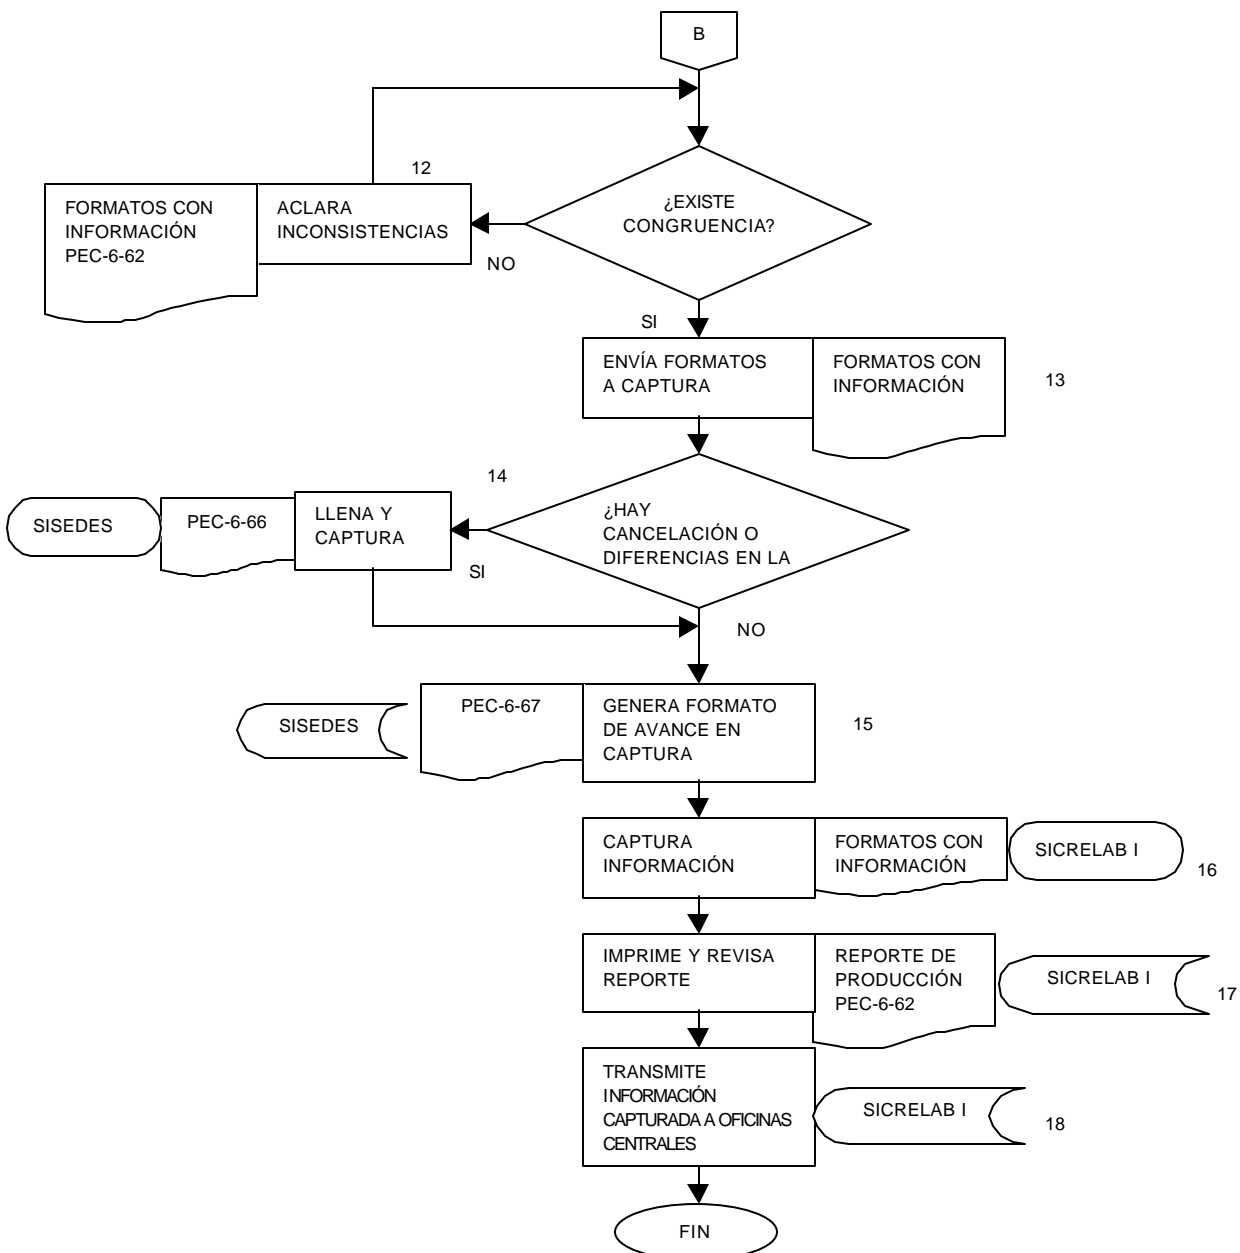 B
12
FORMATOS CON
INFORMACIÓN
PEC-6-62
ACLARA
INCONSISTENCIAS
¿EXISTE
CONGRUENCIA?
NO
SI
ENVÍA FORMATOS
A CAPTURA
FORMATOS CON
INFORMACIÓN
13
14
SISEDES
PEC-6-66
LLENA Y
CAPTURA
¿HAY
CANCELACIÓN O
DIFERENCIAS EN LA
SI
NO
SISEDES
PEC-6-67
GENERA FORMATO
DE AVANCE EN
CAPTURA
15
CAPTURA
INFORMACIÓN
FORMATOS CON
INFORMACIÓN
SICRELAB I
16
IMPRIME Y REVISA
REPORTE
REPORTE DE
PRODUCCIÓN
PEC-6-62
SICRELAB I
17
TRANSMITE
INFORMACIÓN
CAPTURADA A OFICINAS
CENTRALES
SICRELAB I
18
FIN